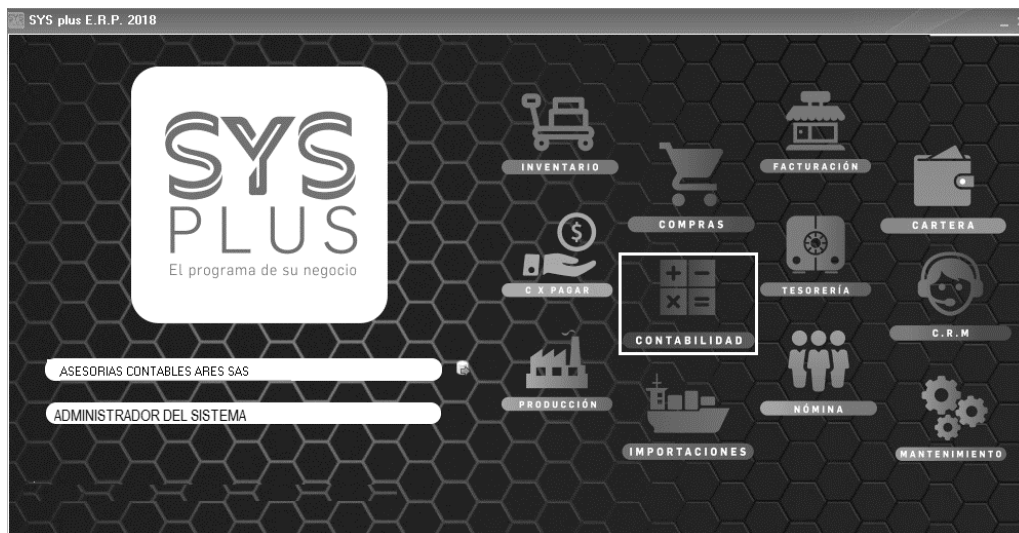 SYS plus E.R.P. 2018
SYS
PLUS
El programa de su negocio
ASESORIAS CONTABLES ARES SAS
ADMINISTRADOR DEL SISTEMA
INVENTARIO
COMPRAS
FACTURACIÓN
CARTERA
C X PAGAR
CONTABILIDAD
TESORERÍA
C.R.M
PRODUCCIÓN
IMPORTACIONES
NÓMINA
MANTENIMIENTO